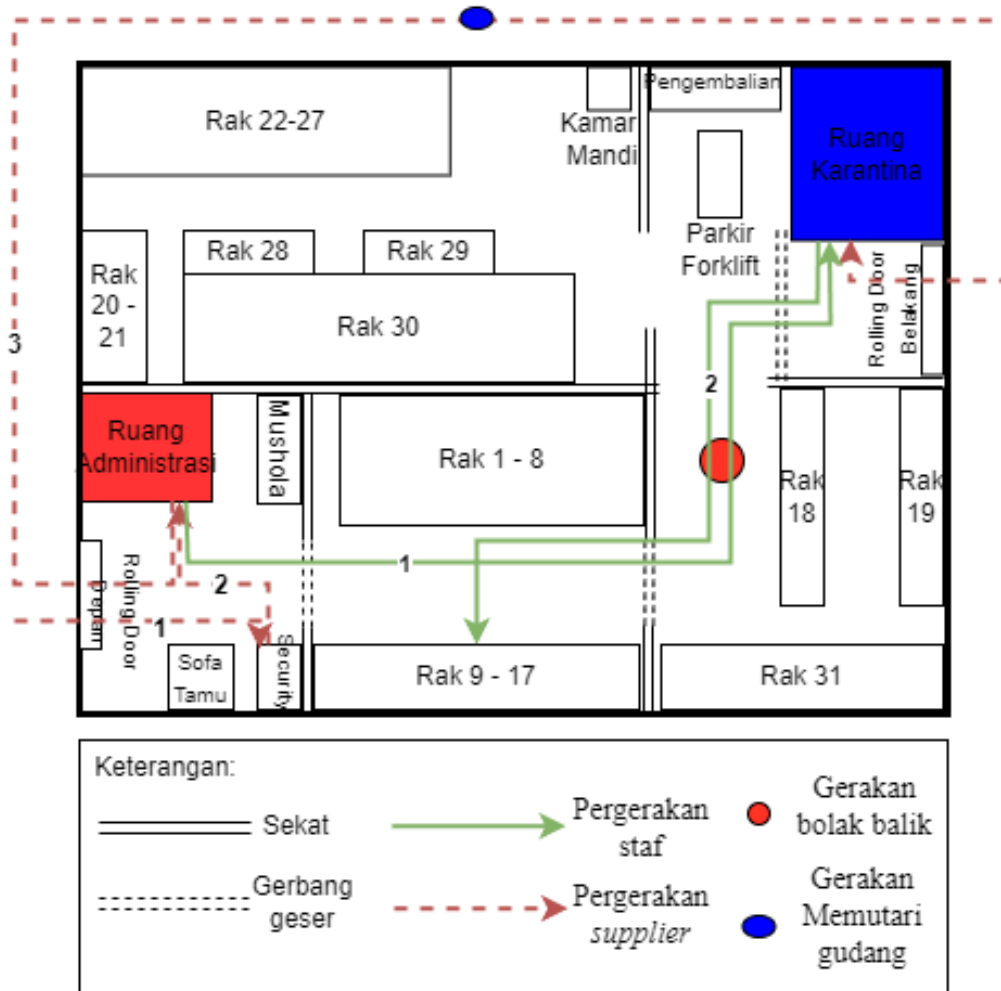 Rak 22-27
Kamar
Mandi
Pengembalian
Ruang
Karantina
Parkir
Forklift
Rak 28
Rak 29
Rak
20 -
21
Rak 30
Rolling Door
Belakang
3
2
Ruang
Administrasi
Mushola
Rak 1 - 8
Rak
18
Rak
19
1
2
Rolling Door
Depan
1
Sofa
Tamu
Security
Rak 9 - 17
Rak 31
Keterangan:
Sekat
Gerbang
geser
Pergerakan
staf
Pergerakan
supplier
Gerakan
bolak balik
Gerakan
Memutari
gudang